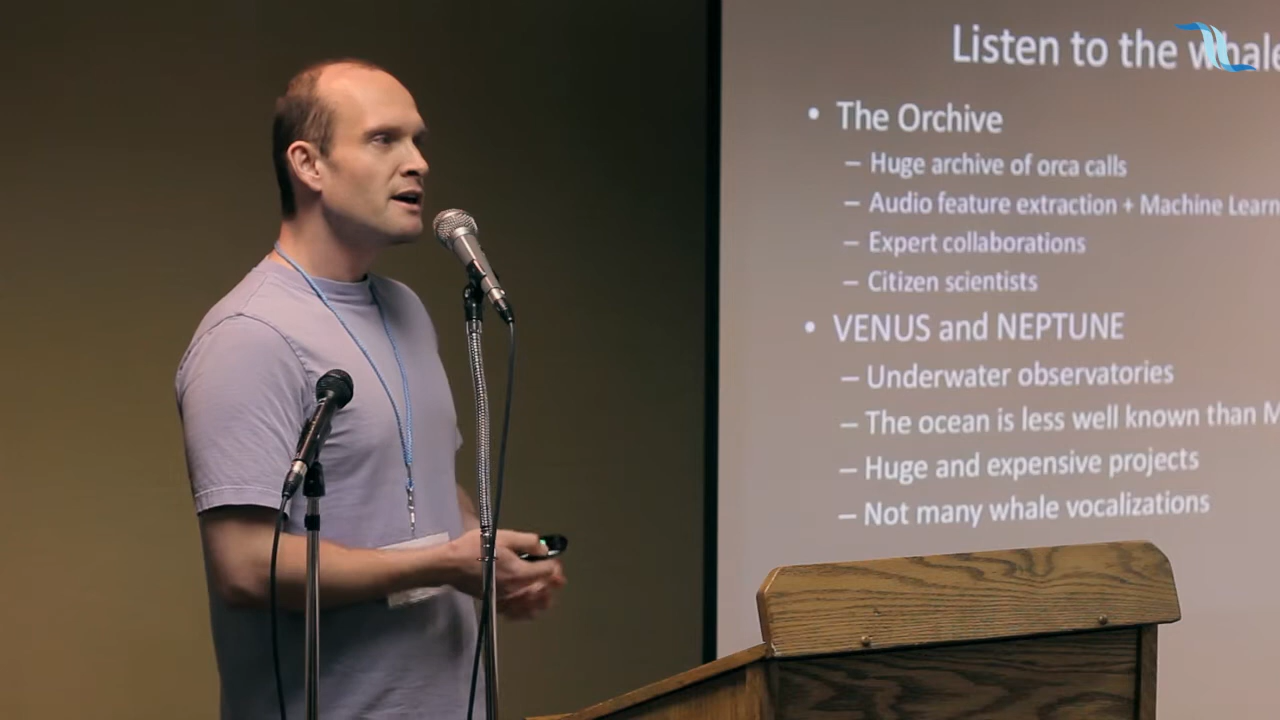 Listen to the whale
• The Orchive
– Huge archive of orca calls
– Audio feature extraction + Machine Learn
– Expert collaborations
– Citizen scientists
• VENUS and NEPTUNE
– Underwater observatories
– The ocean is less well known than M
– Huge and expensive projects
– Not many whale vocalizations